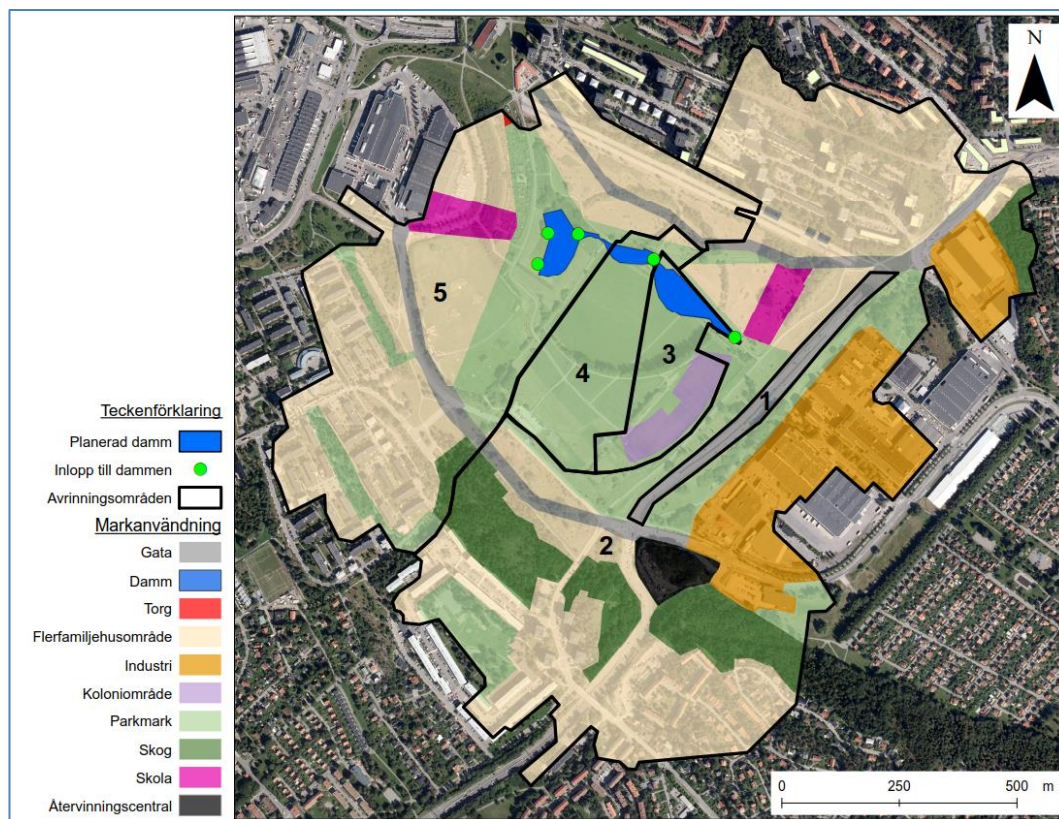 N
5
4
3
1
2
Teckenförklaring
Planerad damm
Inlopp till dammen
Avrinningsområden
Markanvändning
Gata
Damm
Torg
Flerfamiljehusområde
Industri
Koloniområde
Parkmark
Skog
Skola
Återvinningscentral
0 250 500 m